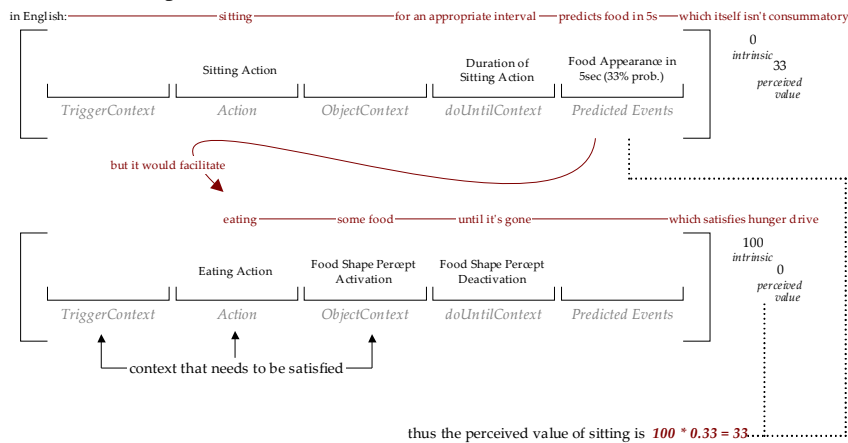 in English: sitting for an appropriate interval predicts food in 5s which itself isn't consummatory
0
intrinsic
33
perceived
value
Sitting Action
Duration of
Sitting Action
Food Appearance in
5sec (33% prob.)
TriggerContext Action ObjectContext doUntilContext Predicted Events
but it would facilitate
eating some food until it's gone which satisfies hunger drive
100
intrinsic
0
perceived
value
Eating Action
Food Shape Percept
Activation
Food Shape Percept
Deactivation
TriggerContext Action ObjectContext doUntilContext Predicted Events
context that needs to be satisfied
thus the perceived value of sitting is 100 * 0.33 = 33